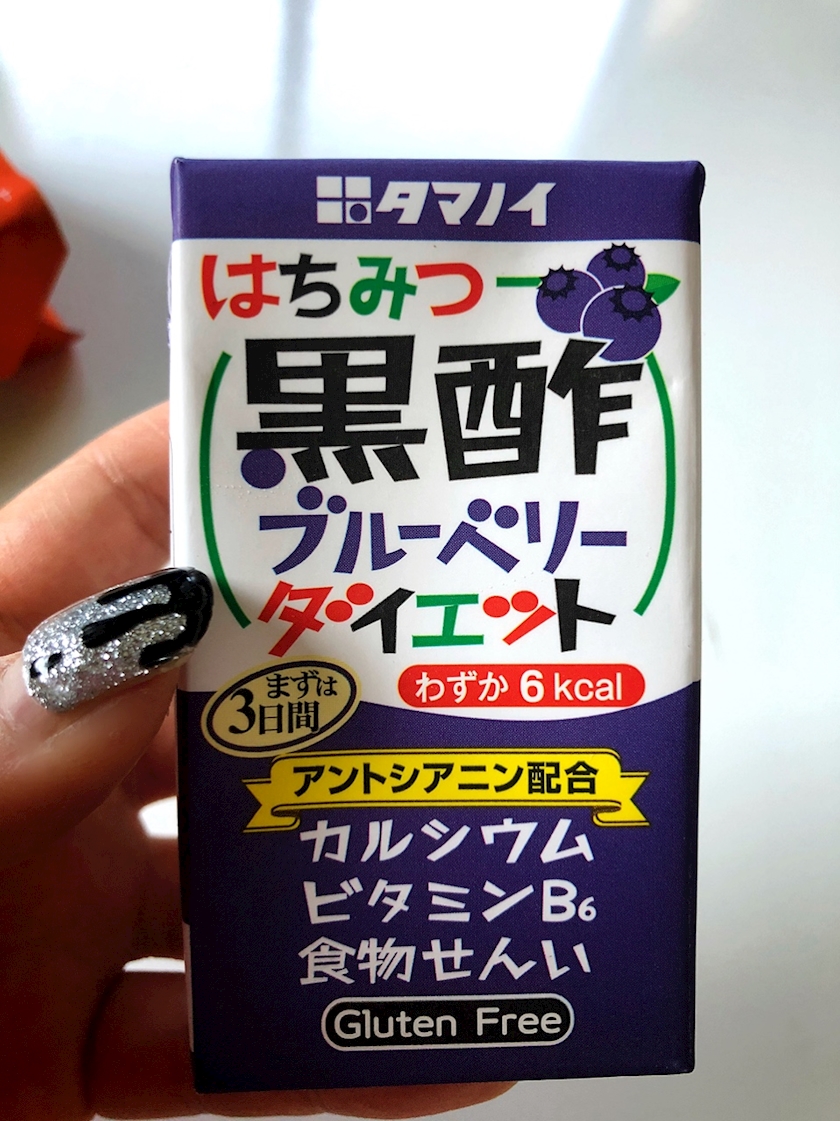 タマノイ
はちみつ
黒酢
ブルーベリー
ダイエット
まずは
3日間
わずか 6 kcal
アントシアニン配合
カルシウム
ビタミンB6
食物せんい
Gluten Free